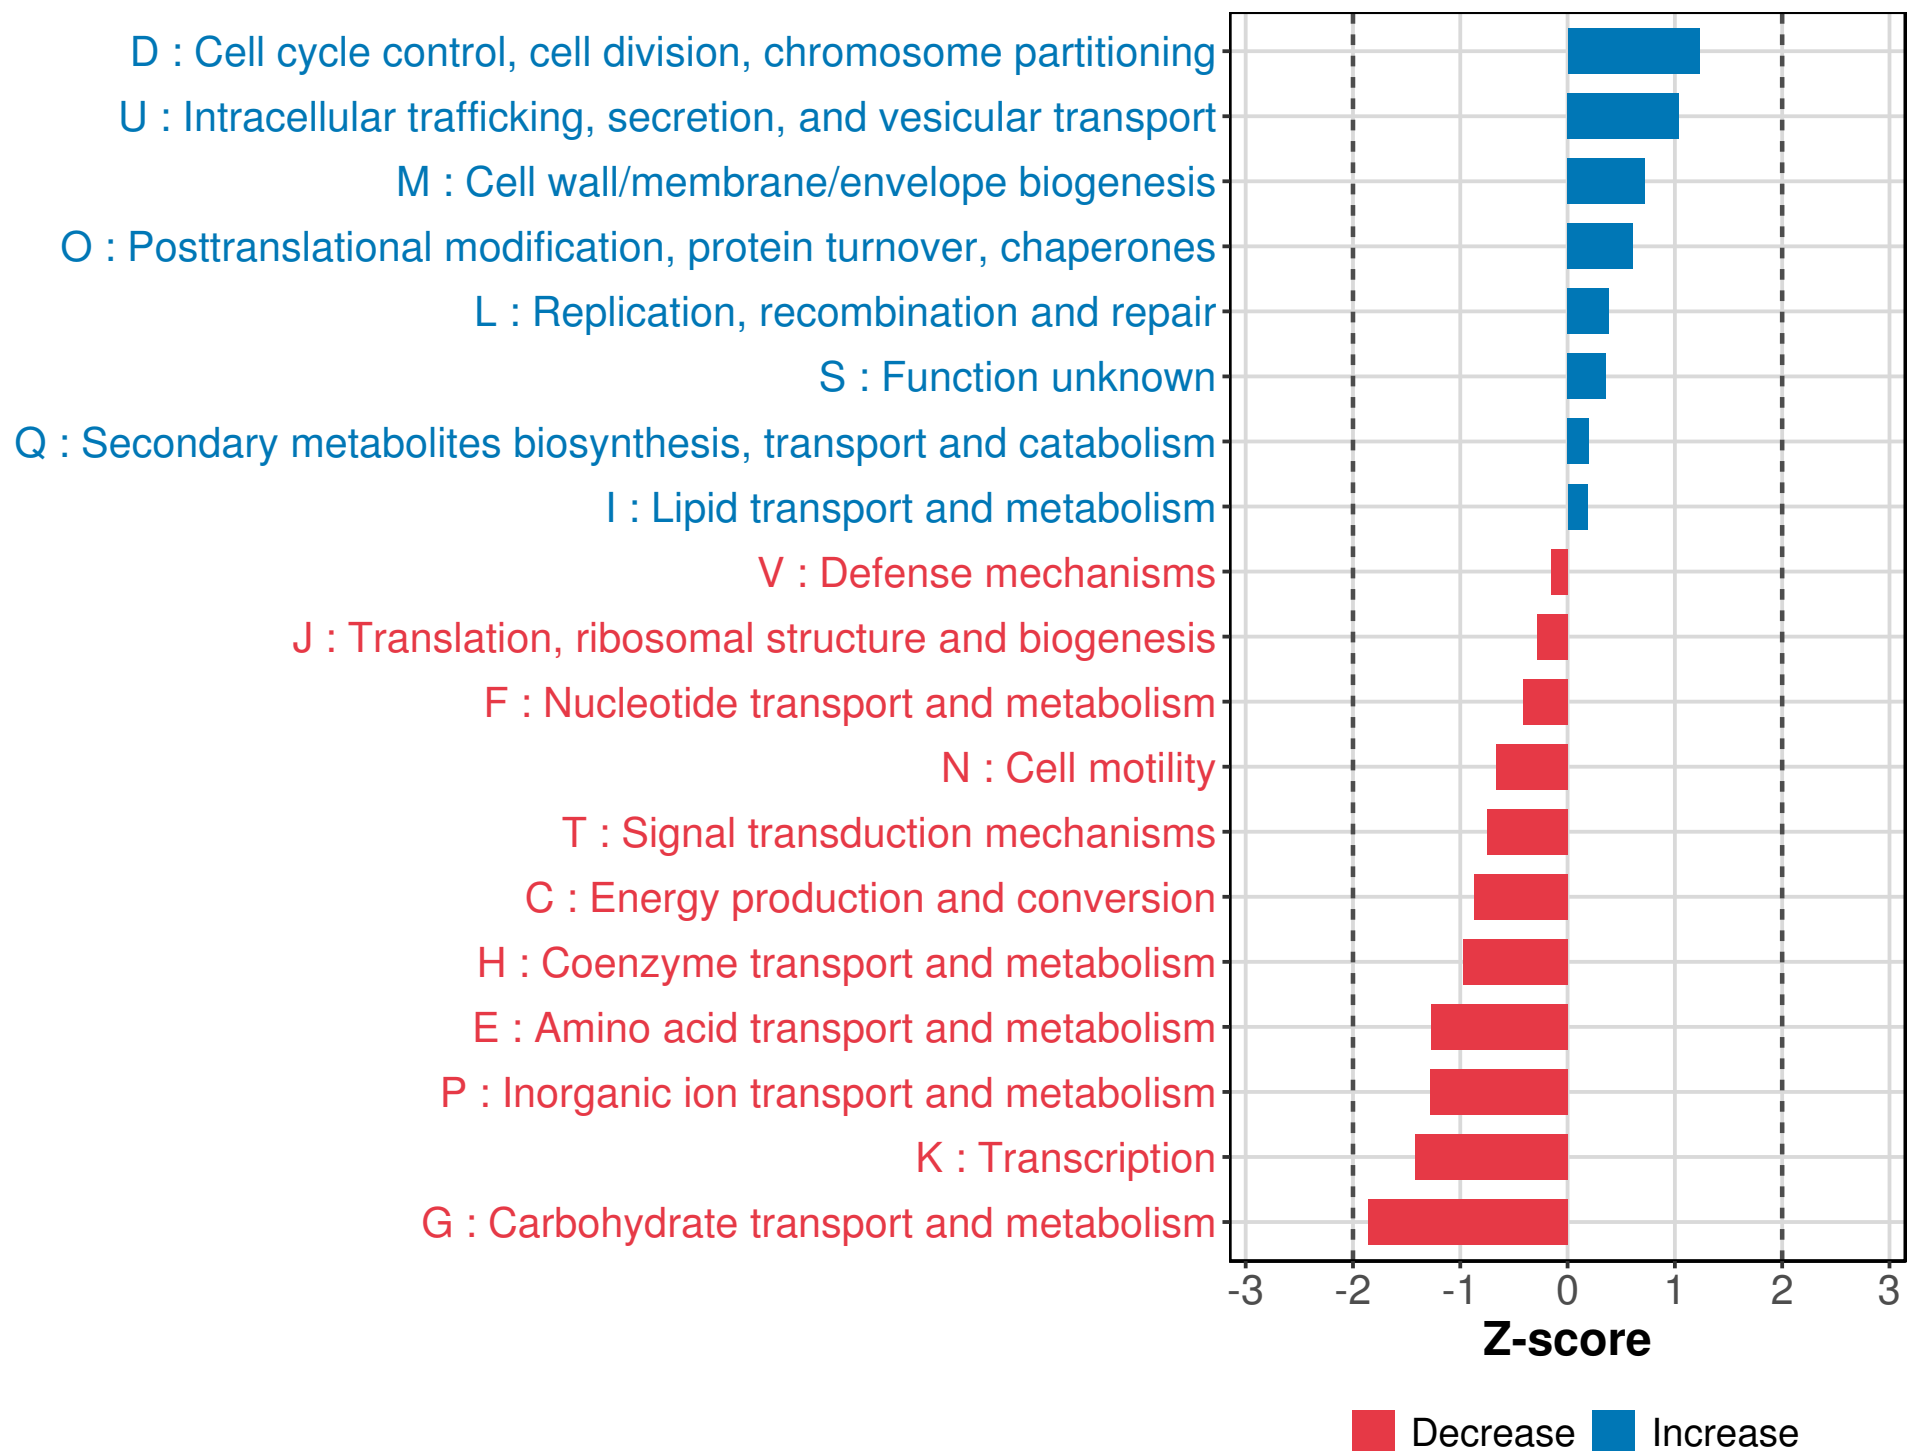 D : Cell cycle control, cell division, chromosome partitioning
U : Intracellular trafficking, secretion, and vesicular transport
M : Cell wall/membrane/envelope biogenesis
O : Posttranslational modification, protein turnover, chaperones
L : Replication, recombination and repair
S : Function unknown
Q : Secondary metabolites biosynthesis, transport and catabolism
I : Lipid transport and metabolism
V : Defense mechanisms
J : Translation, ribosomal structure and biogenesis
F : Nucleotide transport and metabolism
N : Cell motility
T : Signal transduction mechanisms
C : Energy production and conversion
H : Coenzyme transport and metabolism
E : Amino acid transport and metabolism
P : Inorganic ion transport and metabolism
K : Transcription
G : Carbohydrate transport and metabolism
-3 -2 -1 0 1 2 3
Z-score
Decrease Increase